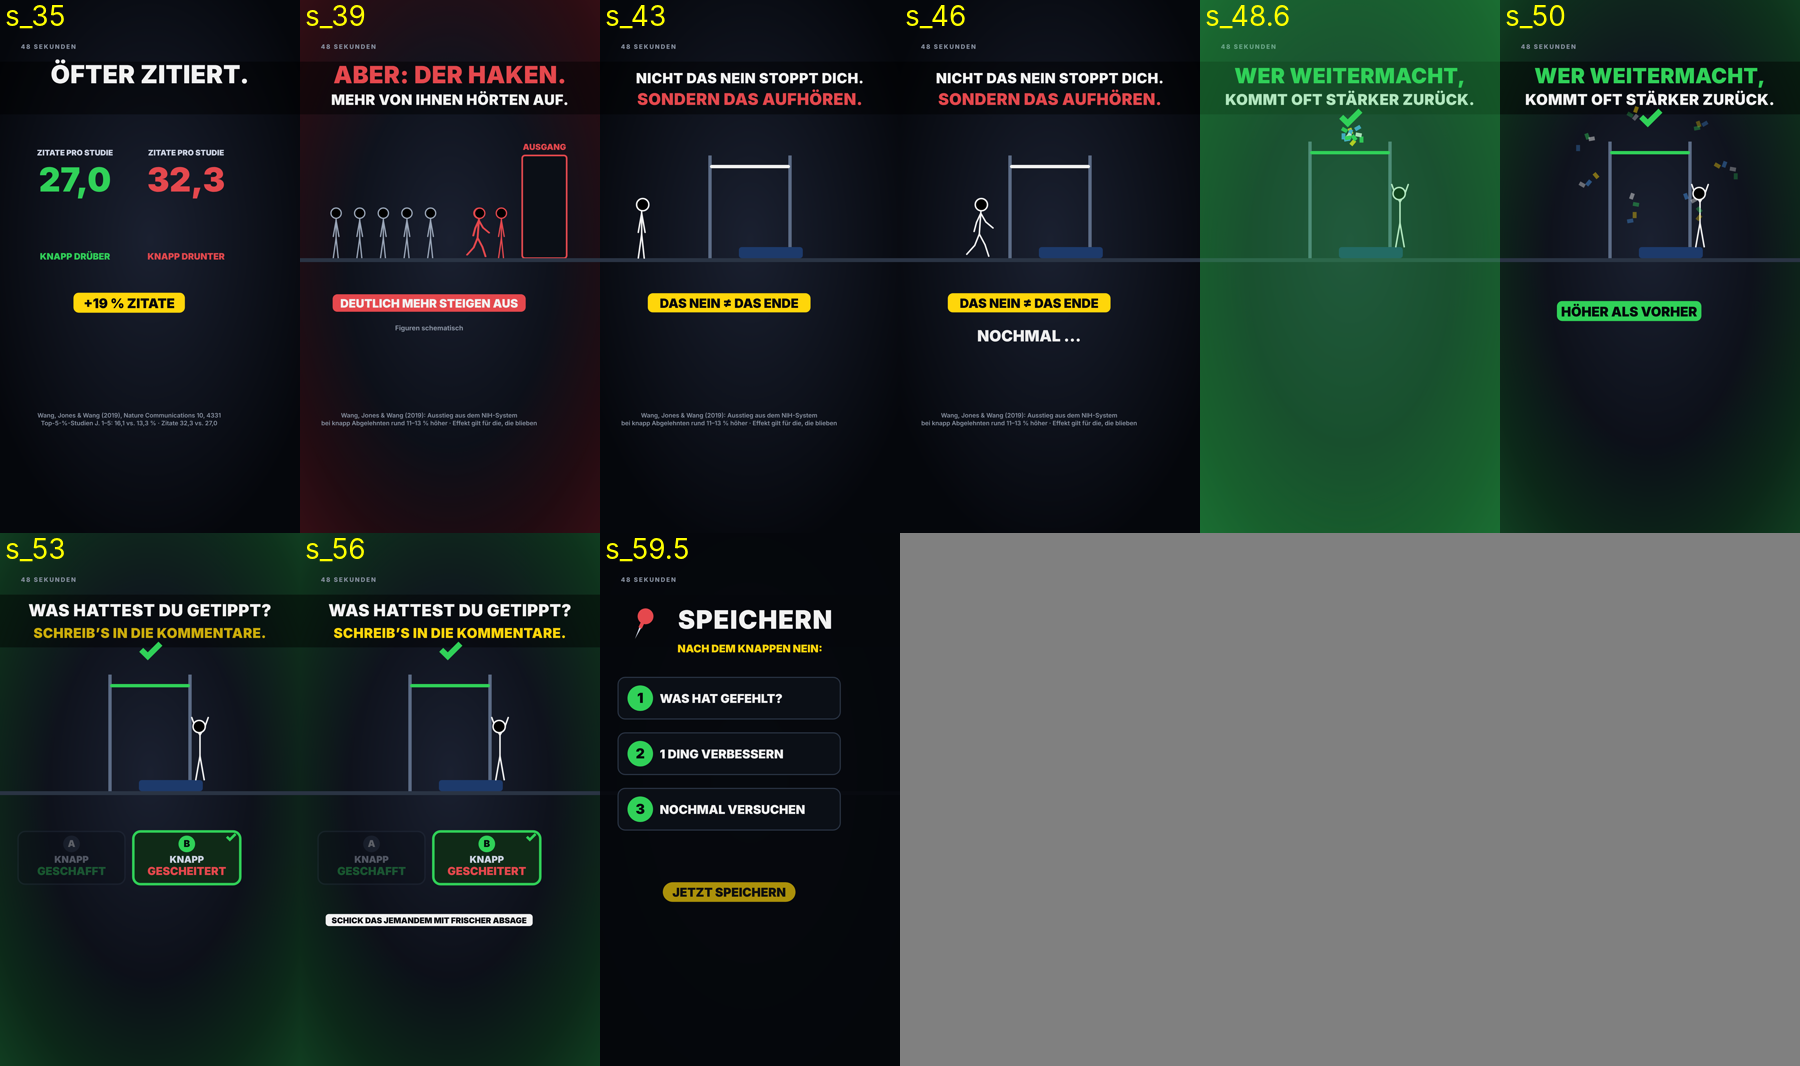 s_35
48 SEKUNDEN
ÖFTER ZITIERT.
ZITATE PRO STUDIE
27,0
ZITATE PRO STUDIE
32,3
KNAPP DRÜBER
KNAPP DRUNTER
+19 % ZITATE
Wang, Jones & Wang (2019), Nature Communications 10, 4331
Top-5-%-Studien J. 1–5: 16,1 vs. 13,3 % · Zitate 32,3 vs. 27,0
s_39
48 SEKUNDEN
ABER: DER HAKEN.
MEHR VON IHNEN HÖRTEN AUF.
AUSGANG
DEUTLICH MEHR STEIGEN AUS
Figuren schematisch
Wang, Jones & Wang (2019): Ausstieg aus dem NIH-System
bei knapp Abgelehnten rund 11–13 % höher · Effekt gilt für die, die bleiben
s_43
48 SEKUNDEN
NICHT DAS NEIN STOPPT DICH.
SONDERN DAS AUFHÖREN.
DAS NEIN ≠ DAS ENDE
Wang, Jones & Wang (2019): Ausstieg aus dem NIH-System
bei knapp Abgelehnten rund 11–13 % höher · Effekt gilt für die, die bleiben
s_46
48 SEKUNDEN
NICHT DAS NEIN STOPPT DICH.
SONDERN DAS AUFHÖREN.
DAS NEIN ≠ DAS ENDE
NOCHMAL ...
Wang, Jones & Wang (2019): Ausstieg aus dem NIH-System
bei knapp Abgelehnten rund 11–13 % höher · Effekt gilt für die, die bleiben
s_48.6
48 SEKUNDEN
WER WEITERMACHT,
KOMMT OFT STÄRKER ZURÜCK.
s_50
48 SEKUNDEN
WER WEITERMACHT,
KOMMT OFT STÄRKER ZURÜCK.
HÖHER ALS VORHER
s_53
48 SEKUNDEN
WAS HATTEST DU GETIPPT?
SCHREIB'S IN DIE KOMMENTARE.
A
KNAPP
GESCHAFFT
B
KNAPP
GESCHEITERT
s_56
48 SEKUNDEN
WAS HATTEST DU GETIPPT?
SCHREIB'S IN DIE KOMMENTARE.
A
KNAPP
GESCHAFFT
B
KNAPP
GESCHEITERT
SCHICK DAS JEMANDEM MIT FRISCHER ABSAGE
s_59.5
48 SEKUNDEN
SPEICHERN
NACH DEM KNAPPEN NEIN:
1 WAS HAT GEFEHLT?
2 1 DING VERBESSERN
3 NOCHMAL VERSUCHEN
JETZT SPEICHERN